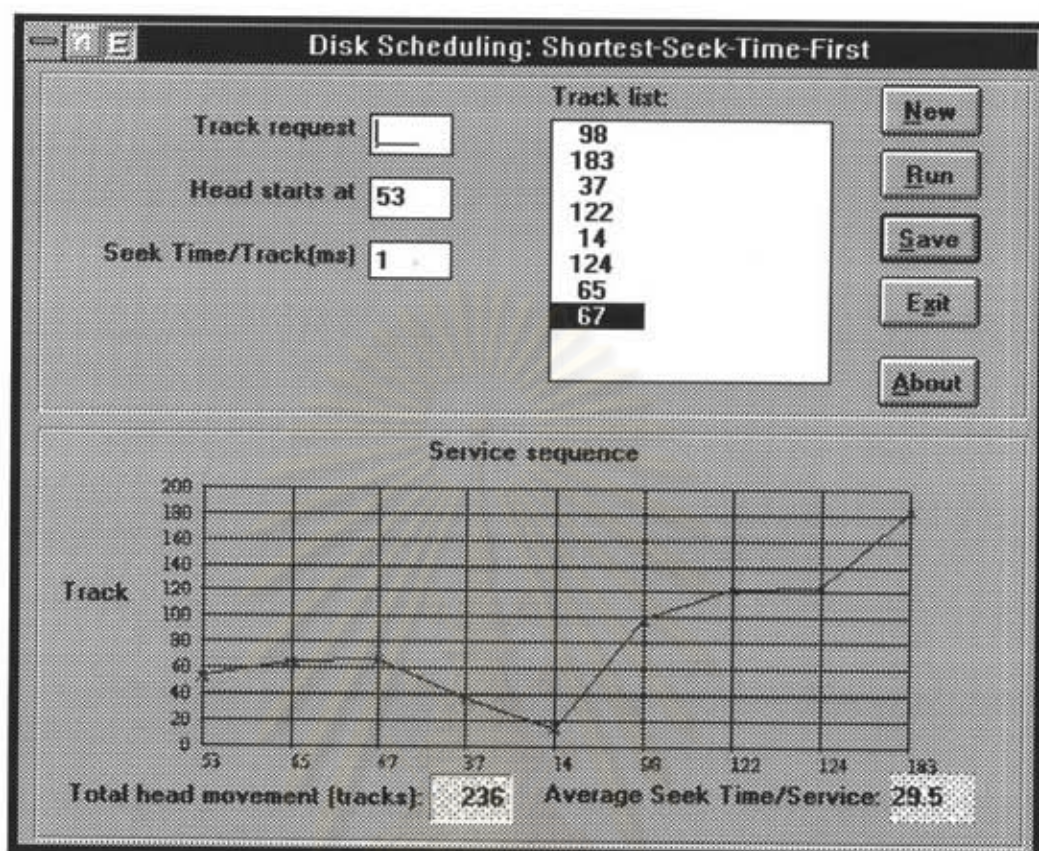 Disk Scheduling: Shortest-Seek-Time-First
Track request
Head starts at 53
Seek Time/Track(ms) 1
Track list:
98
183
37
122
14
124
65
67
New
Run
Save
Exit
About
Service sequence
Track
200
180
160
140
120
100
80
60
40
20
0
53 65 67 37 14 98 122 124 183
Total head movement (tracks): 236 Average Seek Time/Service: 29.5